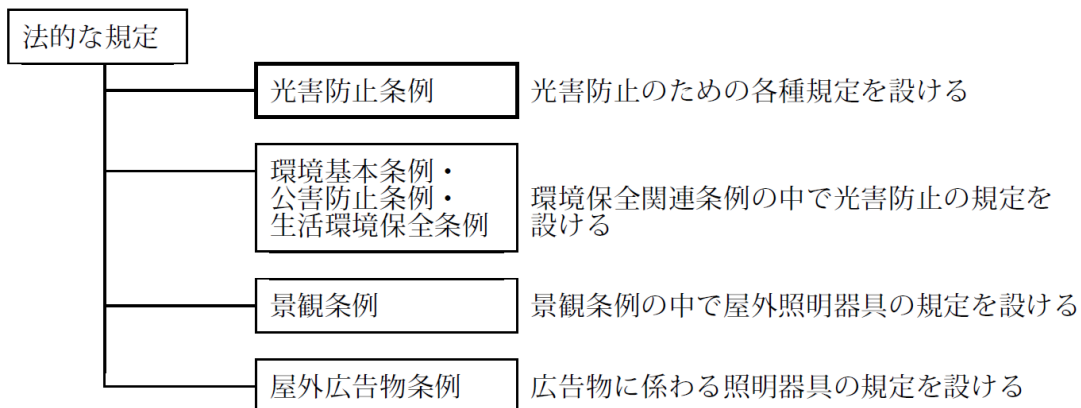 法的な規定
光害防止条例
光害防止のための各種規定を設ける
環境基本条例・
公害防止条例・
生活環境保全条例
環境保全関連条例の中で光害防止の規定を
設ける
景観条例
景観条例の中で屋外照明器具の規定を設ける
屋外広告物条例
広告物に係わる照明器具の規定を設ける